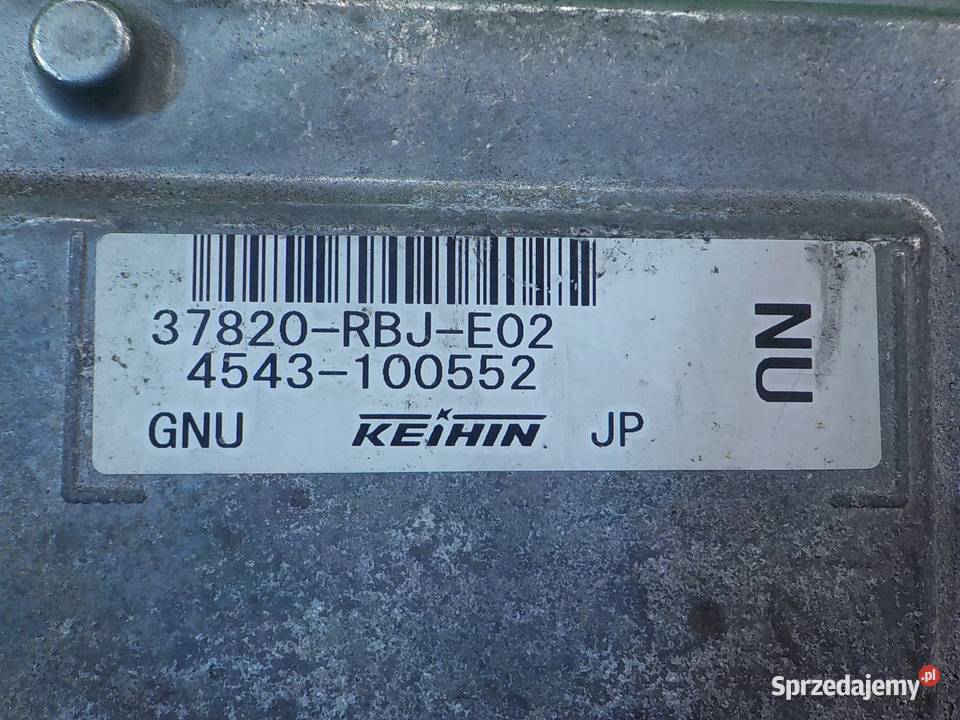 37820-RBJ-E02
4543-100552
GNU KEIHIN JP
NU
Sprzedajemy.pl